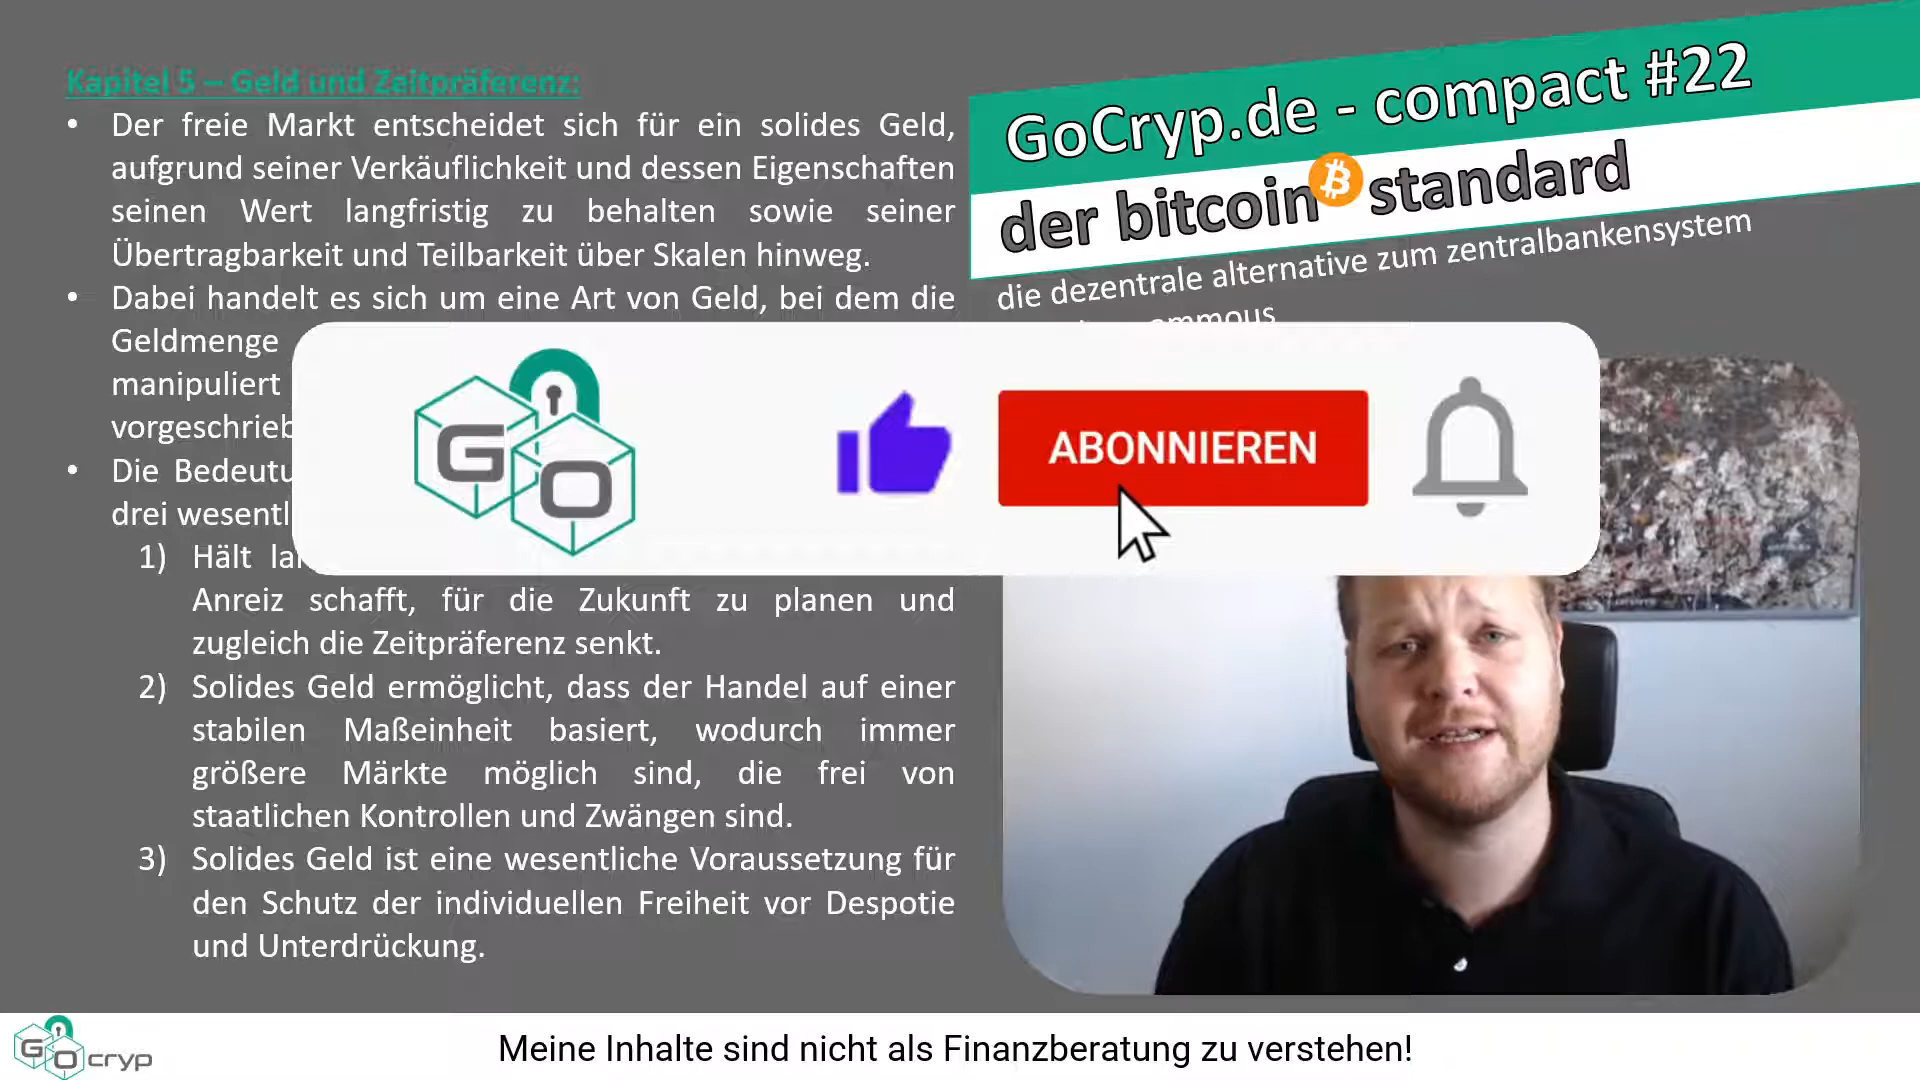 Kapitel 5 – Geld und Zeitpräferenz:
• Der freie Markt entscheidet sich für ein solides Geld,
aufgrund seiner Verkäuflichkeit und dessen Eigenschaften
seinen Wert langfristig zu behalten sowie seiner
Übertragbarkeit und Teilbarkeit über Skalen hinweg.
• Dabei handelt es sich um eine Art von Geld, bei dem die
Geldmenge
manipuliert
• Die
drei
1) Hält
Anreiz schafft, für die Zukunft zu planen und
zugleich die Zeitpräferenz senkt.
2) Solides Geld ermöglicht, dass der Handel auf einer
stabilen Maßeinheit basiert, wodurch immer
größere Märkte möglich sind, die frei von
staatlichen Kontrollen und Zwängen sind.
3) Solides Geld ist eine wesentliche Voraussetzung für
den Schutz der individuellen Freiheit vor Despotie
und Unterdrückung.
GoCryp.de - compact #22
der bitcoin standard
die dezentrale alternative zum zentralbankensystem
GO
ABONNIEREN
GO cryp
Meine Inhalte sind nicht als Finanzberatung zu verstehen!